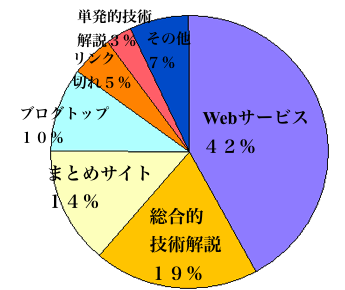 単発的技術
解説３％
その他
７％
リンク
切れ５％
ブログトップ
１０％
まとめサイト
１４％
総合的
技術解説
１９％
Webサービス
４２％